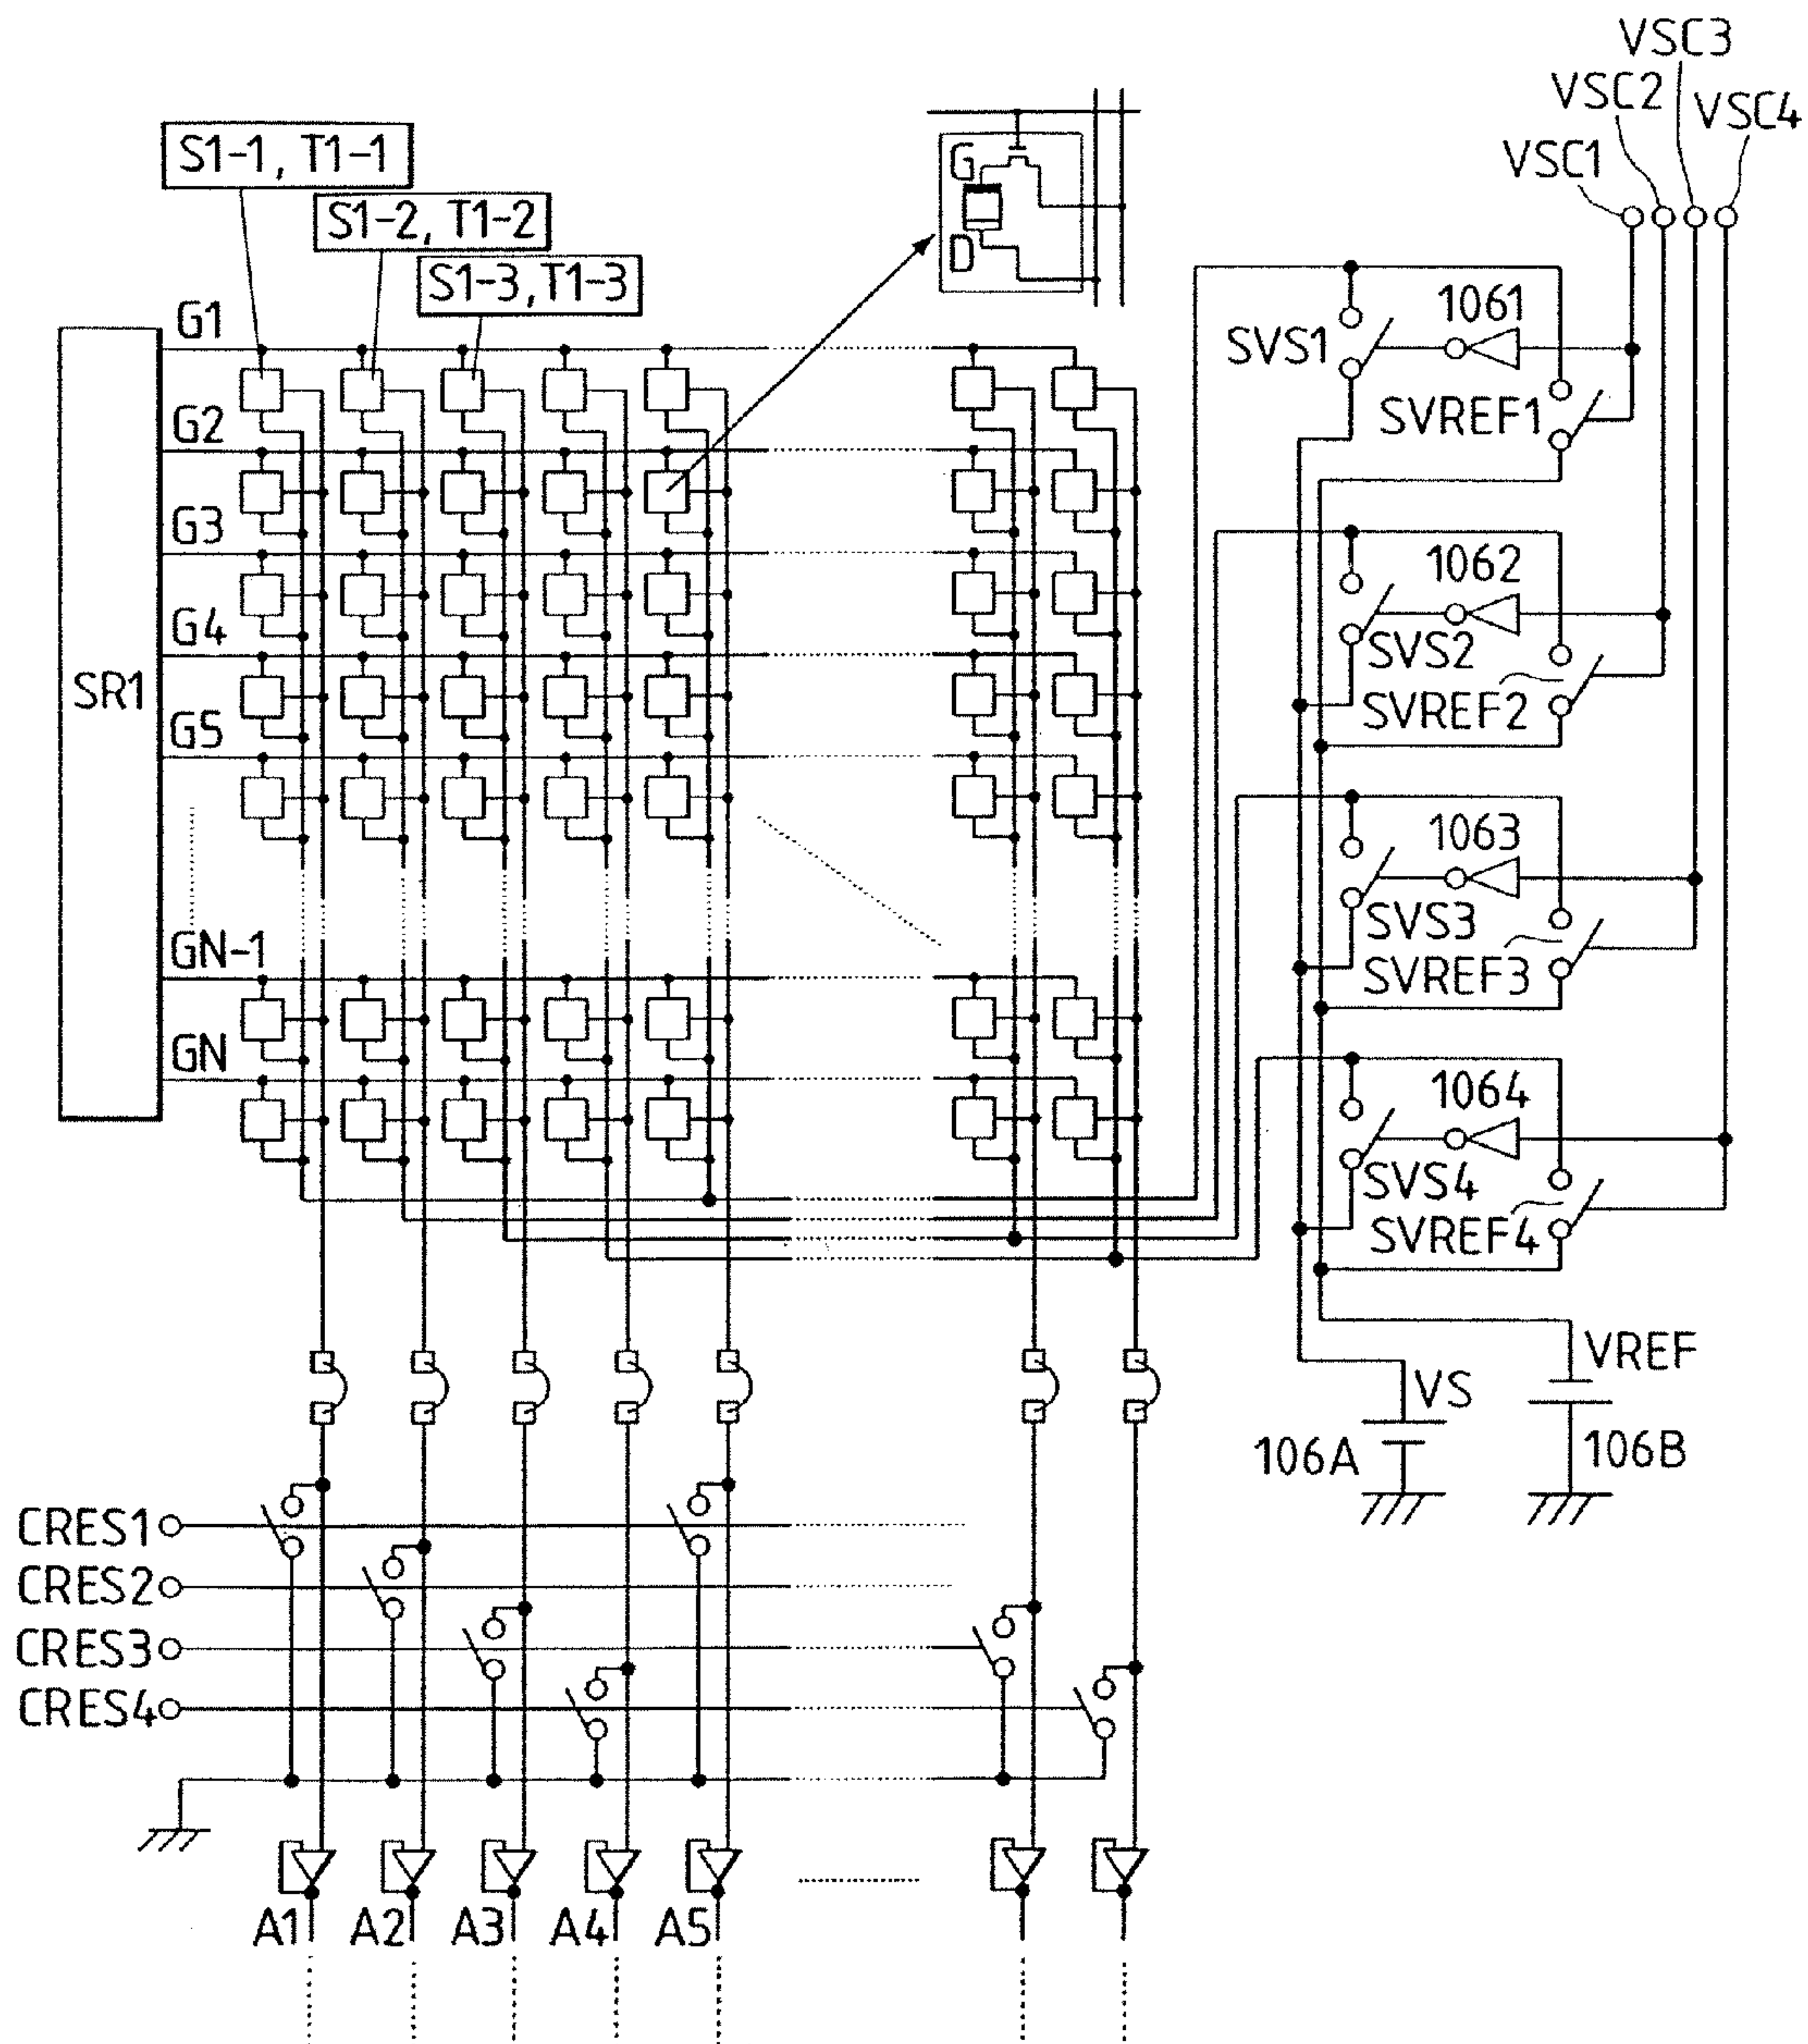 VSC3
VSC2
VSC4
VSC1
S1-1, T1-1
S1-2, T1-2
S1-3, T1-3
G
D
G1
G2
G3
G4
G5
GN-1
GN
SR1
1061
SVS1
SVREF1
1062
SVS2
SVREF2
1063
SVS3
SVREF3
1064
SVS4
SVREF4
VREF
VS
106A
106B
CRES1
CRES2
CRES3
CRES4
A1
A2
A3
A4
A5